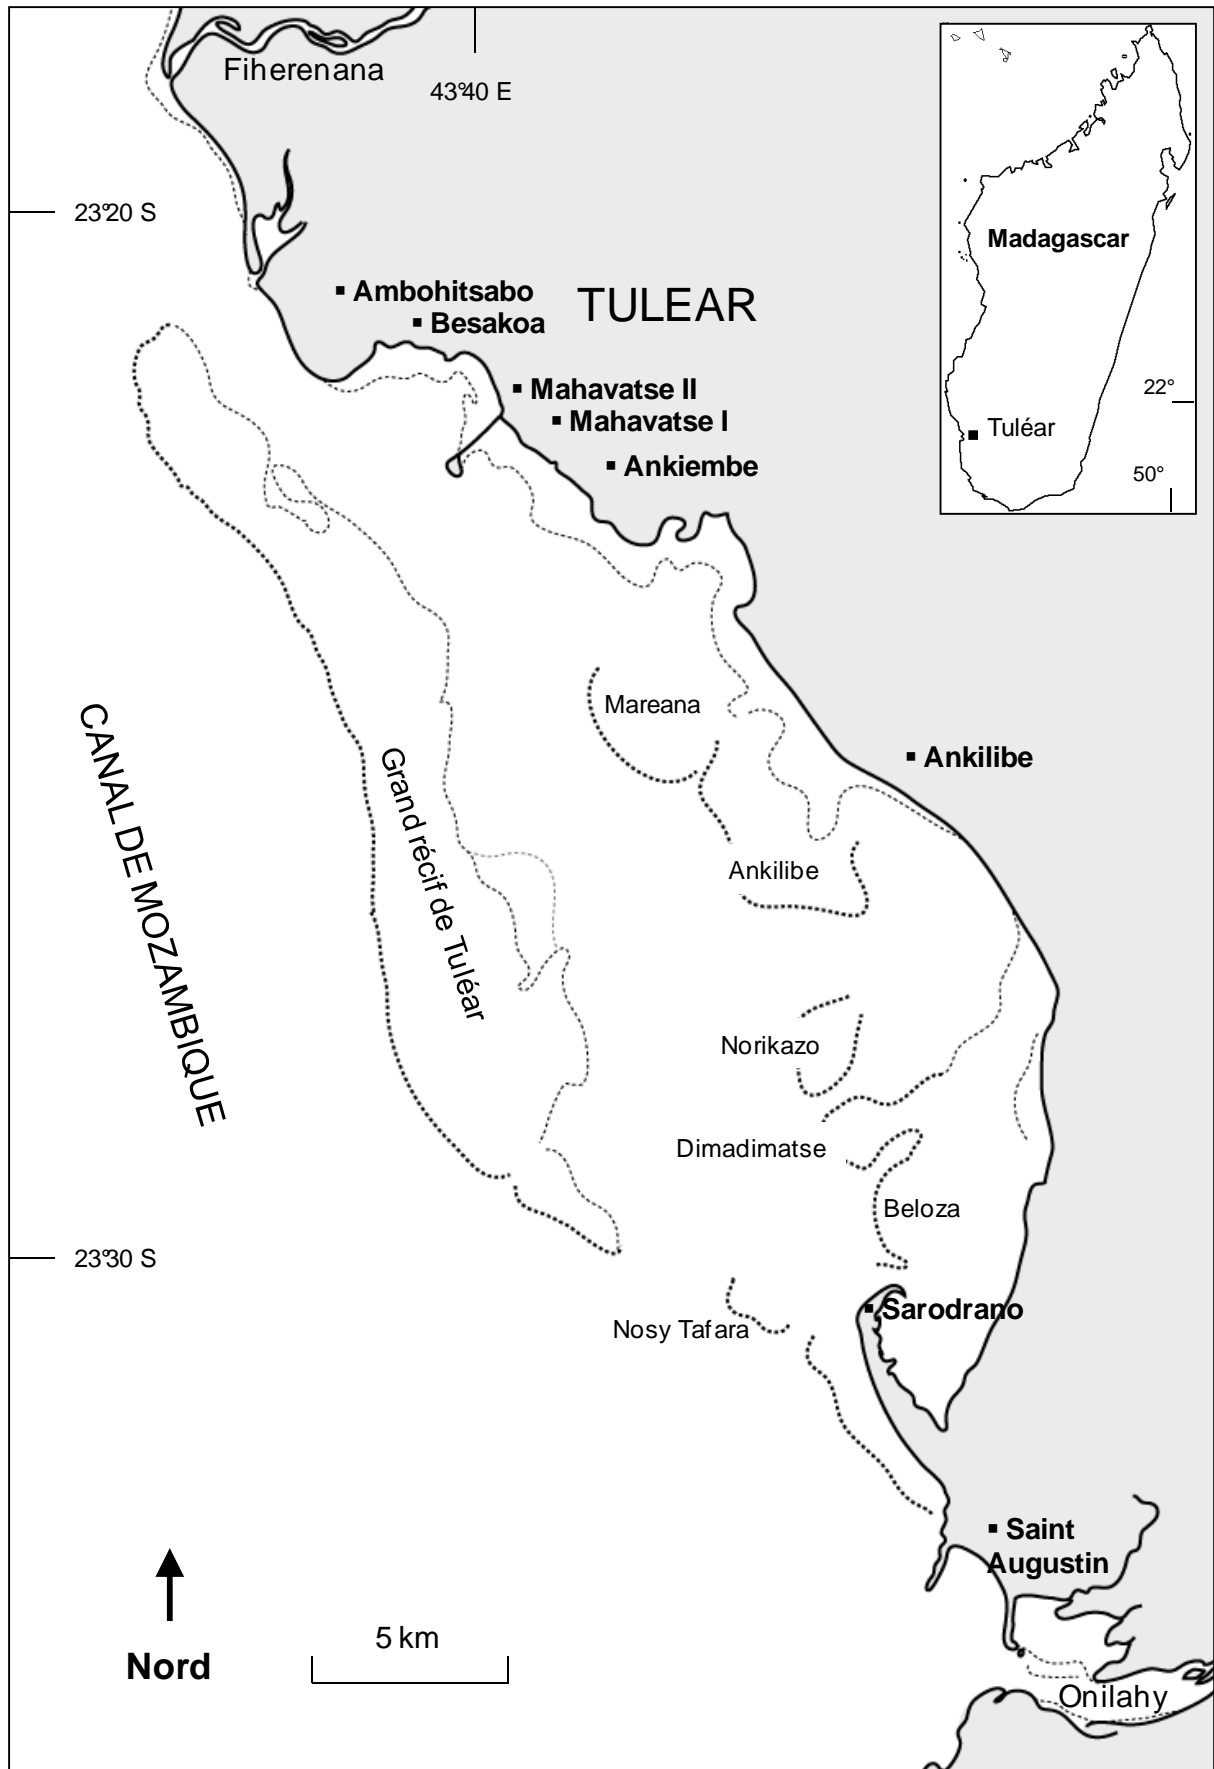 Fiherenana
43°40 E
23°20 S
Madagascar
22°
Tuléar
50°
Ambohitsabo
TULEAR
Besakoa
Mahavatse II
Mahavatse I
Ankiembe
Mareana
CANAL DE MOZAMBIQUE
Grand récif de Tuléar
Ankilibe
Ankilibe
Norikazo
Dimadimatse
Beloza
23°30 S
Sarodrano
Nosy Tafara
Saint
Augustin
Nord
5 km
Onilahy